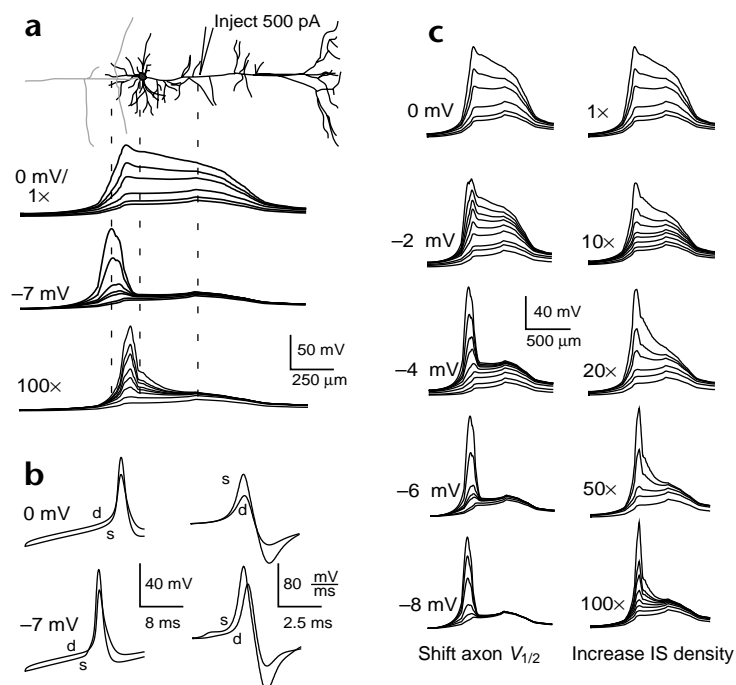 a
Inject 500 pA
0 mV/
1×
–7 mV
100×
50 mV
250 μm
b
0 mV
d
s
s
d
–7 mV
d
s
40 mV
8 ms
s
d
80 mV
ms
2.5 ms
c
0 mV
1×
–2 mV
10×
–4 mV
40 mV
500 μm
20×
–6 mV
50×
–8 mV
100×
Shift axon V1/2
Increase IS density